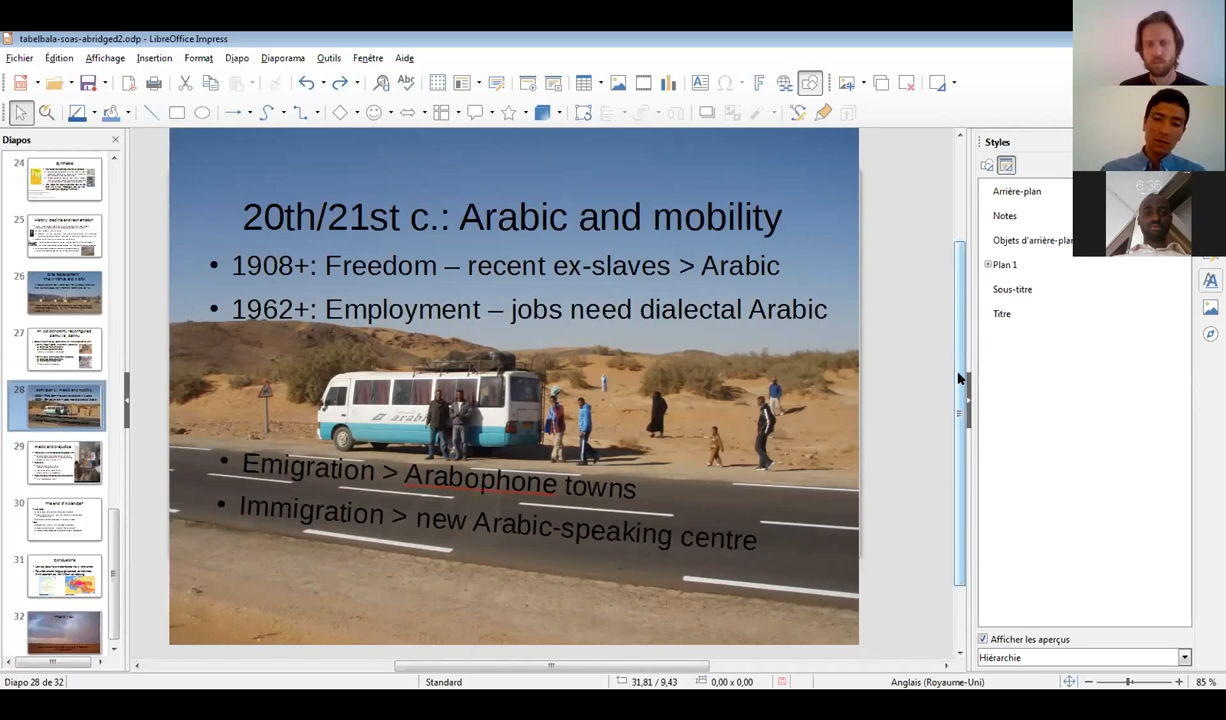 tabelbala-soas-abridged2.odp - LibreOffice Impress
Fichier Édition Affichage Insertion Format Diapo Diaporama Outils Fenêtre Aide
Diapos
24
25
26
27
28
29
30
31
32
20th/21st c.: Arabic and mobility
• 1908+: Freedom – recent ex-slaves > Arabic
• 1962+: Employment – jobs need dialectal Arabic
• Emigration > Arabophone towns
• Immigration > new Arabic-speaking centre
Styles
Arrière-plan
Notes
Objets d'arrière-plan
Plan 1
Sous-titre
Titre
Afficher les aperçus
Hiérarchie
6:36
Diapo 28 de 32 Standard 31,81 / 9,43 0,00 x 0,00 Anglais (Royaume-Uni) 85 %